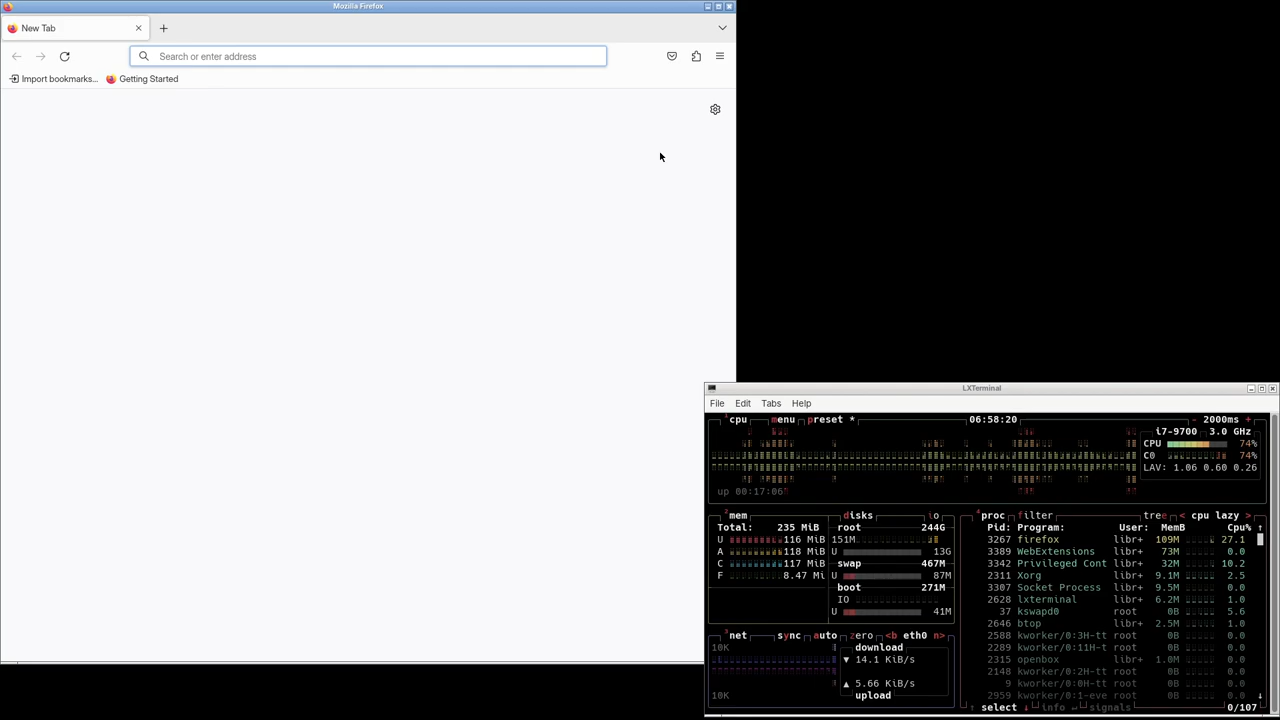 Mozilla Firefox
New Tab
Search or enter address
Import bookmarks...
Getting Started
LXTerminal
File Edit Tabs Help
1cpu menu preset * 06:58:20 - 2000ms +
i7-9700 3.0 GHz
CPU 74%
C0 74%
LAV: 1.06 0.60 0.26
up 00:17:06
2mem disks io
Total: 235 MiB
U 116 MiB
A 118 MiB
C 117 MiB
F 8.47 Mi
root 244G
151M
U 13G
swap 467M
U 87M
boot 271M
IO
U 41M
3net sync auto zero <b eth0 n>
10K
download
▼ 14.1 KiB/s
▲ 5.66 KiB/s
10K
upload
4proc filter tree < cpu lazy >
Pid: Program: User: MemB Cpu% ↑
3267 firefox libr+ 109M 27.1
3389 WebExtensions libr+ 73M 0.0
3342 Privileged Cont libr+ 32M 10.2
2311 Xorg libr+ 9.1M 2.5
3307 Socket Process libr+ 9.5M 0.0
2628 lxterminal libr+ 6.2M 1.0
37 kswapd0 root 0B 5.6
2646 btop libr+ 2.5M 1.0
2588 kworker/0:3H-tt root 0B 0.0
2289 kworker/0:11H-t root 0B 0.0
2315 openbox libr+ 1.0M 0.0
2148 kworker/0:2H-tt root 0B 0.0
9 kworker/0:0H-tt root 0B 0.0
2959 kworker/0:1-eve root 0B 0.0 ↓
↑ select ↓ info ↵ signals 0/107